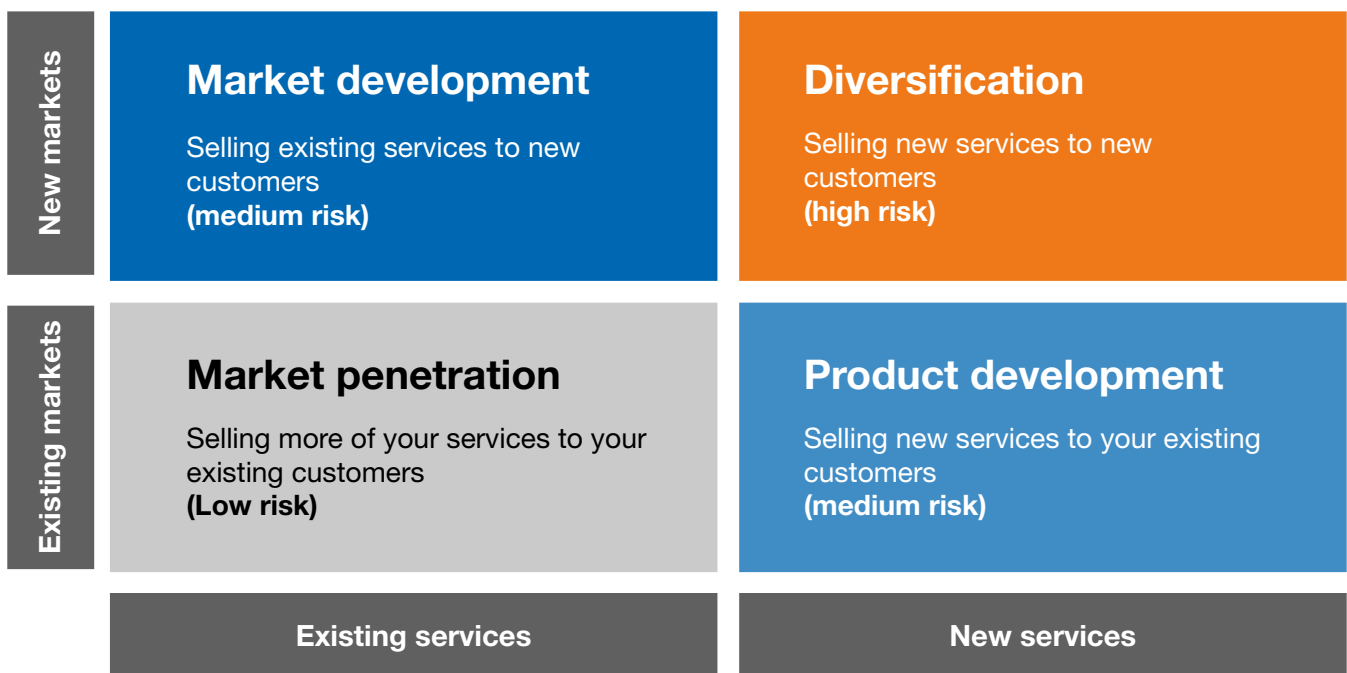 New markets
Market development
Selling existing services to new
customers
(medium risk)
Diversification
Selling new services to new
customers
(high risk)
Existing markets
Market penetration
Selling more of your services to your
existing customers
(Low risk)
Product development
Selling new services to your existing
customers
(medium risk)
Existing services
New services